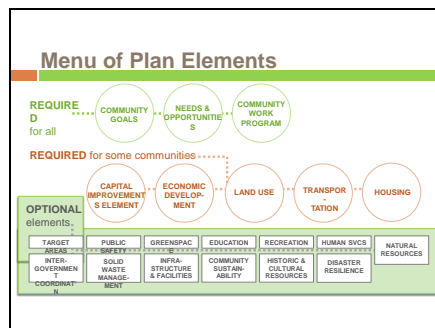 Menu of Plan Elements
REQUIRE
D
for all
COMMUNITY
GOALS
NEEDS &
OPPORTUNITIE
S
COMMUNITY
WORK
PROGRAM
REQUIRED for some communities
CAPITAL
IMPROVEMENT
S ELEMENT
ECONOMIC
DEVELOP-
MENT
LAND USE
TRANSPOR
-
TATION
HOUSING
OPTIONAL
elements
TARGET
AREAS
PUBLIC
SAFETY
GREENSPAC
E
EDUCATION
RECREATION
HUMAN SVCS
NATURAL
RESOURCES
INTER-
GOVERNMEN
T
COORDINAT'
N
SOLID
WASTE
MANAGE-
MENT
INFRA-
STRUCTURE
& FACILITIES
COMMUNITY
SUSTAIN-
ABILITY
HISTORIC &
CULTURAL
RESOURCES
DISASTER
RESILIENCE